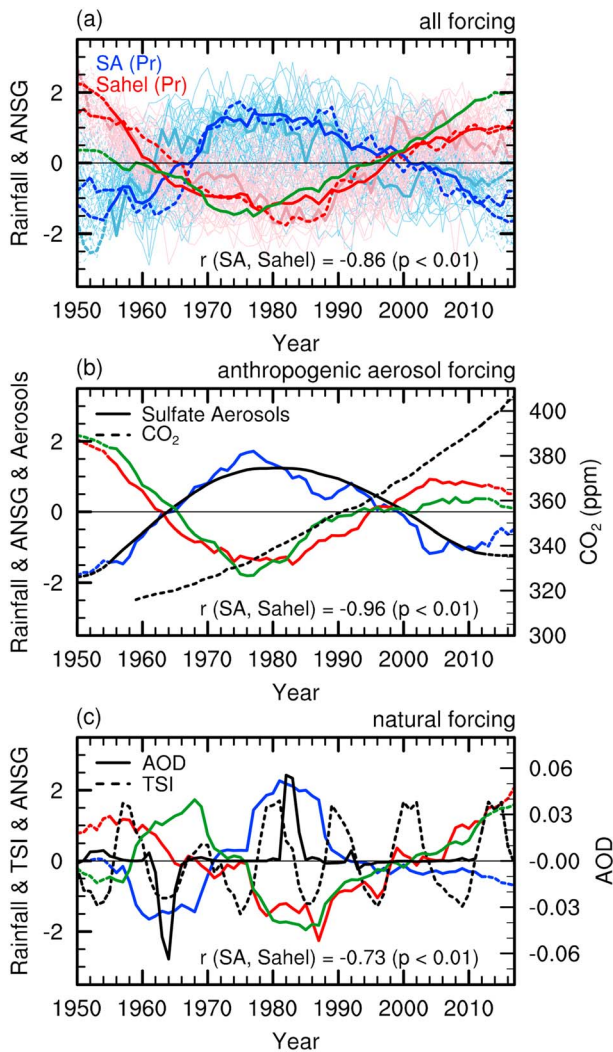 (a) all forcing
SA (Pr)
Sahel (Pr)
Rainfall & ANSG
2
0
-2
r (SA, Sahel) = -0.86 (p < 0.01)
1950 1960 1970 1980 1990 2000 2010
Year
(b) anthropogenic aerosol forcing
Sulfate Aerosols
CO₂
Rainfall & ANSG & Aerosols
2
0
-2
400
380
360
340
320
300
CO₂ (ppm)
r (SA, Sahel) = -0.96 (p < 0.01)
1950 1960 1970 1980 1990 2000 2010
Year
(c) natural forcing
AOD
TSI
Rainfall & TSI & ANSG
2
0
-2
0.06
0.03
-0.00
-0.03
-0.06
AOD
r (SA, Sahel) = -0.73 (p < 0.01)
1950 1960 1970 1980 1990 2000 2010
Year